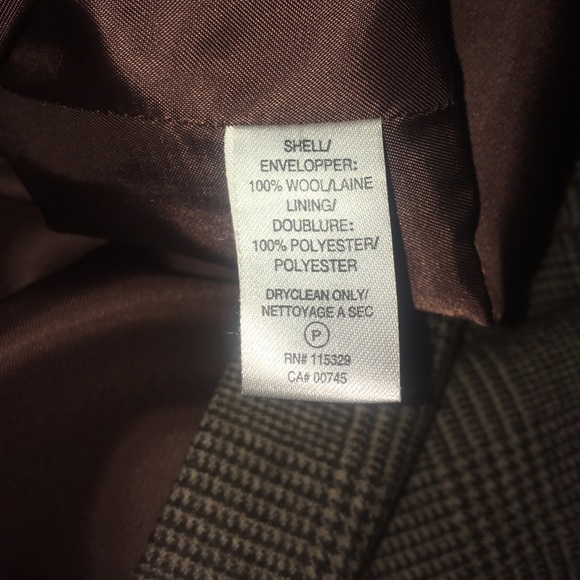 SHELL/
ENVELOPPER:
100% WOOL/LAINE
LINING/
DOUBLURE:
100% POLYESTER/
POLYESTER
DRYCLEAN ONLY/
NETTOYAGE A SEC
P
RN# 115329
CA# 00745